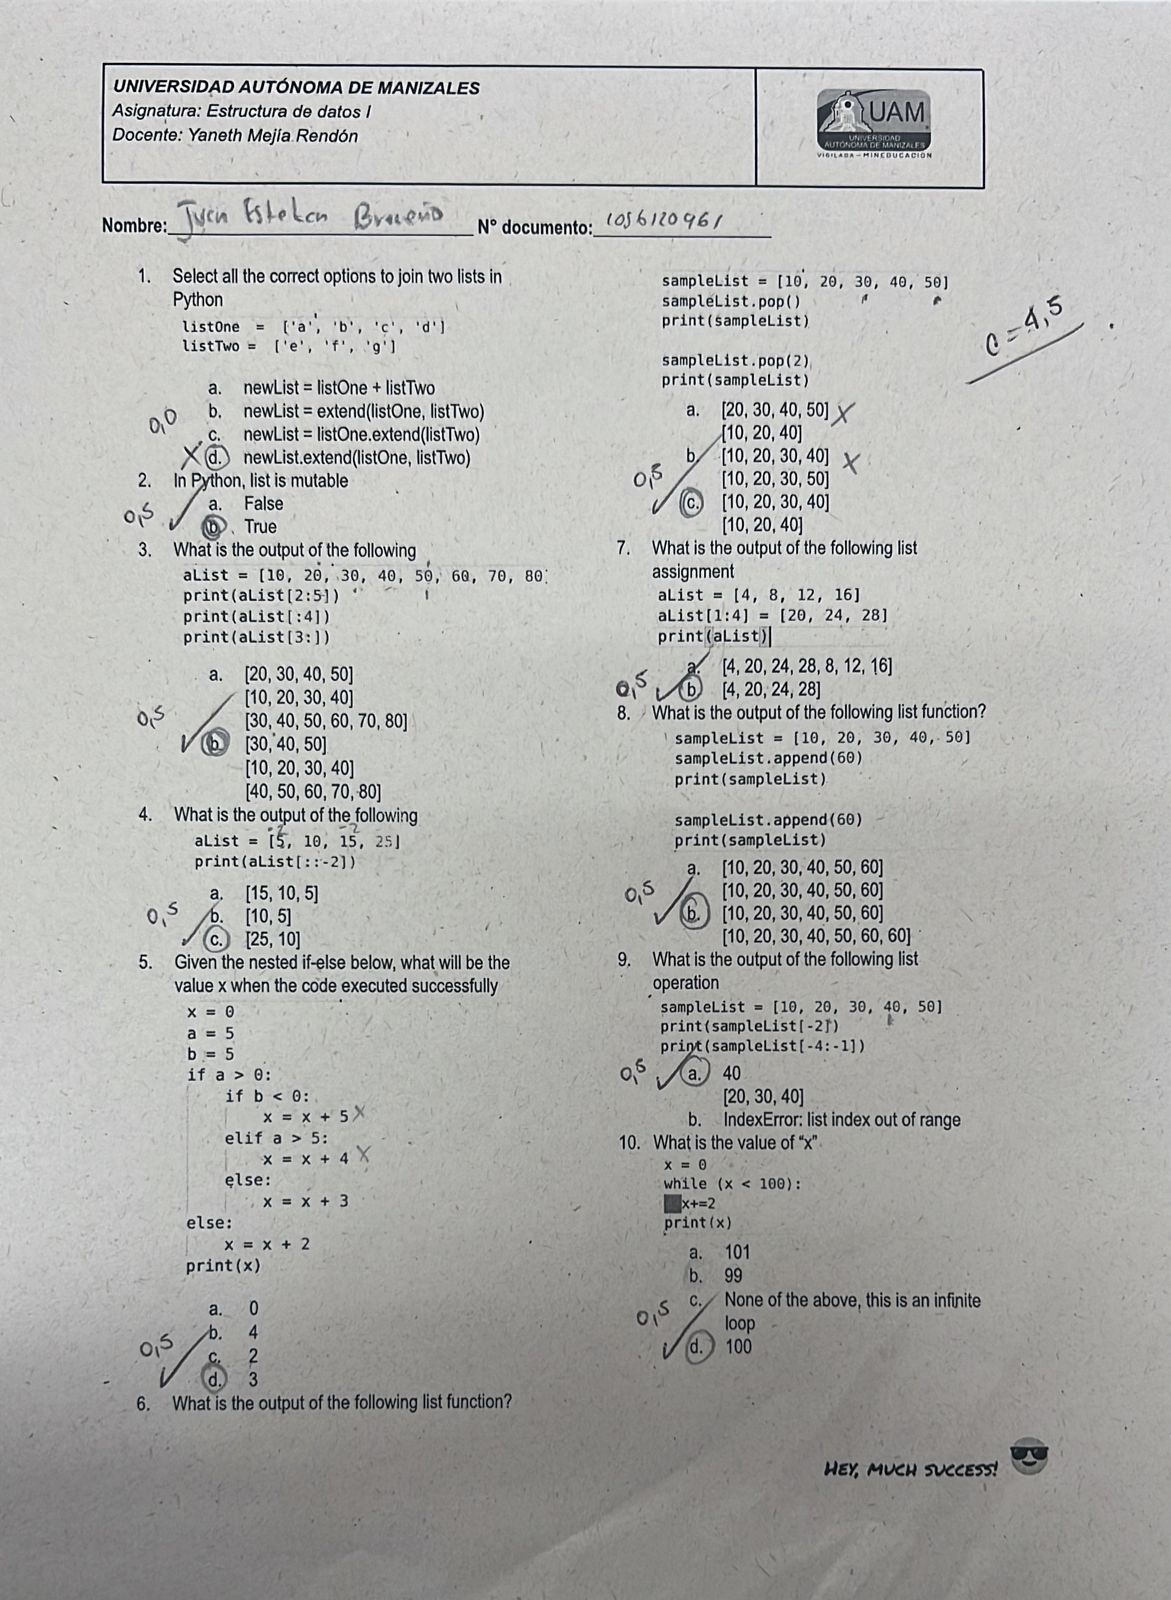 UNIVERSIDAD AUTÓNOMA DE MANIZALES
Asignatura: Estructura de datos I
Docente: Yaneth Mejía Rendón
UAM
UNIVERSIDAD
AUTÓNOMA DE MANIZALES
VIGILADA - MINEDUCACIÓN
Nombre: Juan Esteban Braceño N° documento: 1056120961
1. Select all the correct options to join two lists in
Python
listOne = ['a', 'b', 'c', 'd']
listTwo = ['e', 'f', 'g']
a. newList = listOne + listTwo
0,0 b. newList = extend(listOne, listTwo)
c. newList = listOne.extend(listTwo)
X d. newList.extend(listOne, listTwo)
2. In Python, list is mutable
0,5 ✓ a. False
b. True
3. What is the output of the following
aList = [10, 20, 30, 40, 50, 60, 70, 80]
print(aList[2:5])
print(aList[:4])
print(aList[3:])
a. [20, 30, 40, 50]
[10, 20, 30, 40]
0,5 [30, 40, 50, 60, 70, 80]
✓ b. [30, 40, 50]
[10, 20, 30, 40]
[40, 50, 60, 70, 80]
4. What is the output of the following
-2 -2
aList = [5, 10, 15, 25]
print(aList[::-2])
a. [15, 10, 5]
0,5 b. [10, 5]
✓ c. [25, 10]
5. Given the nested if-else below, what will be the
value x when the code executed successfully
x = 0
a = 5
b = 5
if a > 0:
if b < 0:
x = x + 5 X
elif a > 5:
x = x + 4 X
else:
x = x + 3
else:
x = x + 2
print(x)
a. 0
0,5 b. 4
✓ c. 2
d. 3
6. What is the output of the following list function?
sampleList = [10, 20, 30, 40, 50]
sampleList.pop()
print(sampleList)
C = 4,5
sampleList.pop(2)
print(sampleList)
a. [20, 30, 40, 50] X
[10, 20, 40]
b. [10, 20, 30, 40] X
0,5 [10, 20, 30, 50]
✓ c. [10, 20, 30, 40]
[10, 20, 40]
7. What is the output of the following list
assignment
aList = [4, 8, 12, 16]
aList[1:4] = [20, 24, 28]
print(aList)
a. [4, 20, 24, 28, 8, 12, 16]
0,5 ✓ b. [4, 20, 24, 28]
8. What is the output of the following list function?
sampleList = [10, 20, 30, 40, 50]
sampleList.append(60)
print(sampleList)
sampleList.append(60)
print(sampleList)
a. [10, 20, 30, 40, 50, 60]
0,5 [10, 20, 30, 40, 50, 60]
✓ b. [10, 20, 30, 40, 50, 60]
[10, 20, 30, 40, 50, 60, 60]
9. What is the output of the following list
operation
sampleList = [10, 20, 30, 40, 50]
print(sampleList[-2])
print(sampleList[-4:-1])
0,5 ✓ a. 40
[20, 30, 40]
b. IndexError: list index out of range
10. What is the value of “x”
x = 0
while (x < 100):
x+=2
print(x)
a. 101
b. 99
0,5 c. None of the above, this is an infinite
loop
✓ d. 100
HEY, MUCH SUCCESS!